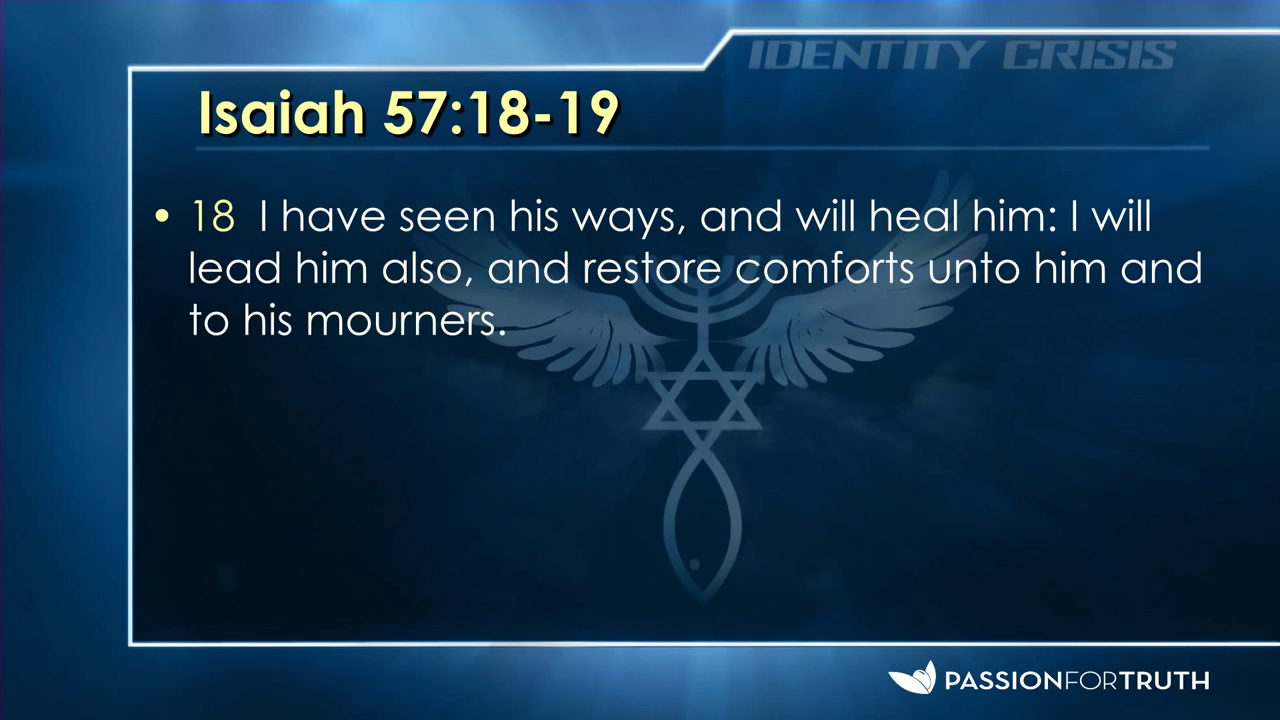 IDENTITY CRISIS
Isaiah 57:18-19
• 18 I have seen his ways, and will heal him: I will
lead him also, and restore comforts unto him and
to his mourners.
PASSIONFORTRUTH